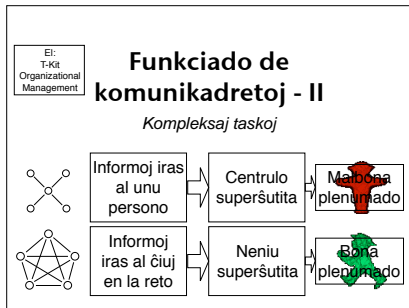 El:
T-Kit
Organizational
Management
Funkciado de
komunikadretoj - II
Kompleksaj taskoj
Informoj iras
al unu
persono
Centrulo
superŝutita
Malbona
plenumado
Informoj
iras al ĉiuj
en la reto
Neniu
superŝutita
Bona
plenumado